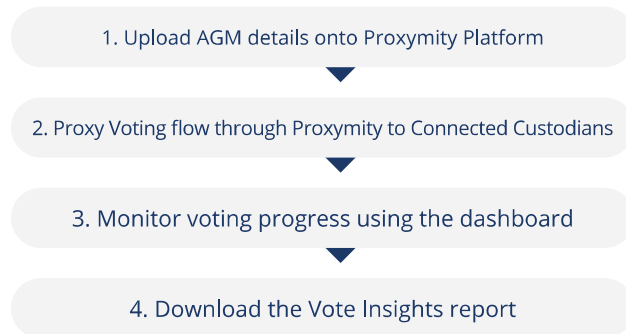 1. Upload AGM details onto Proxymity Platform
2. Proxy Voting flow through Proxymity to Connected Custodians
3. Monitor voting progress using the dashboard
4. Download the Vote Insights report